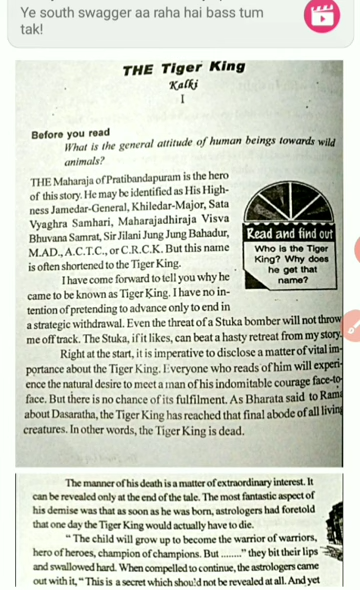 Ye south swagger aa raha hai bass tum
tak!
THE Tiger King
Kalki
I
Before you read
What is the general attitude of human beings towards wild
animals?
THE Maharaja of Pratibandapuram is the hero
of this story. He may be identified as His High-
ness Jamedar-General, Khiledar-Major, Sata
Vyaghra Samhari, Maharajadhiraja Visva
Bhuvana Samrat, Sir Jilani Jung Jung Bahadur,
M.AD., A.C.T.C., or C.R.C.K. But this name
is often shortened to the Tiger King.
I have come forward to tell you why he
came to be known as Tiger King. I have no in-
tention of pretending to advance only to end in
a strategic withdrawal. Even the threat of a Stuka bomber will not throw
me off track. The Stuka, if it likes, can beat a hasty retreat from my story.
Right at the start, it is imperative to disclose a matter of vital im-
portance about the Tiger King. Everyone who reads of him will experi-
ence the natural desire to meet a man of his indomitable courage face-to-
face. But there is no chance of its fulfilment. As Bharata said to Rama
about Dasaratha, the Tiger King has reached that final abode of all living
creatures. In other words, the Tiger King is dead.
Read and find out
Who is the Tiger
King? Why does
he get that
name?
The manner of his death is a matter of extraordinary interest. It
can be revealed only at the end of the tale. The most fantastic aspect of
his demise was that as soon as he was born, astrologers had foretold
that one day the Tiger King would actually have to die.
“ The child will grow up to become the warrior of warriors,
hero of heroes, champion of champions. But ........” they bit their lips
and swallowed hard. When compelled to continue, the astrologers came
out with it, “ This is a secret which should not be revealed at all. And yet